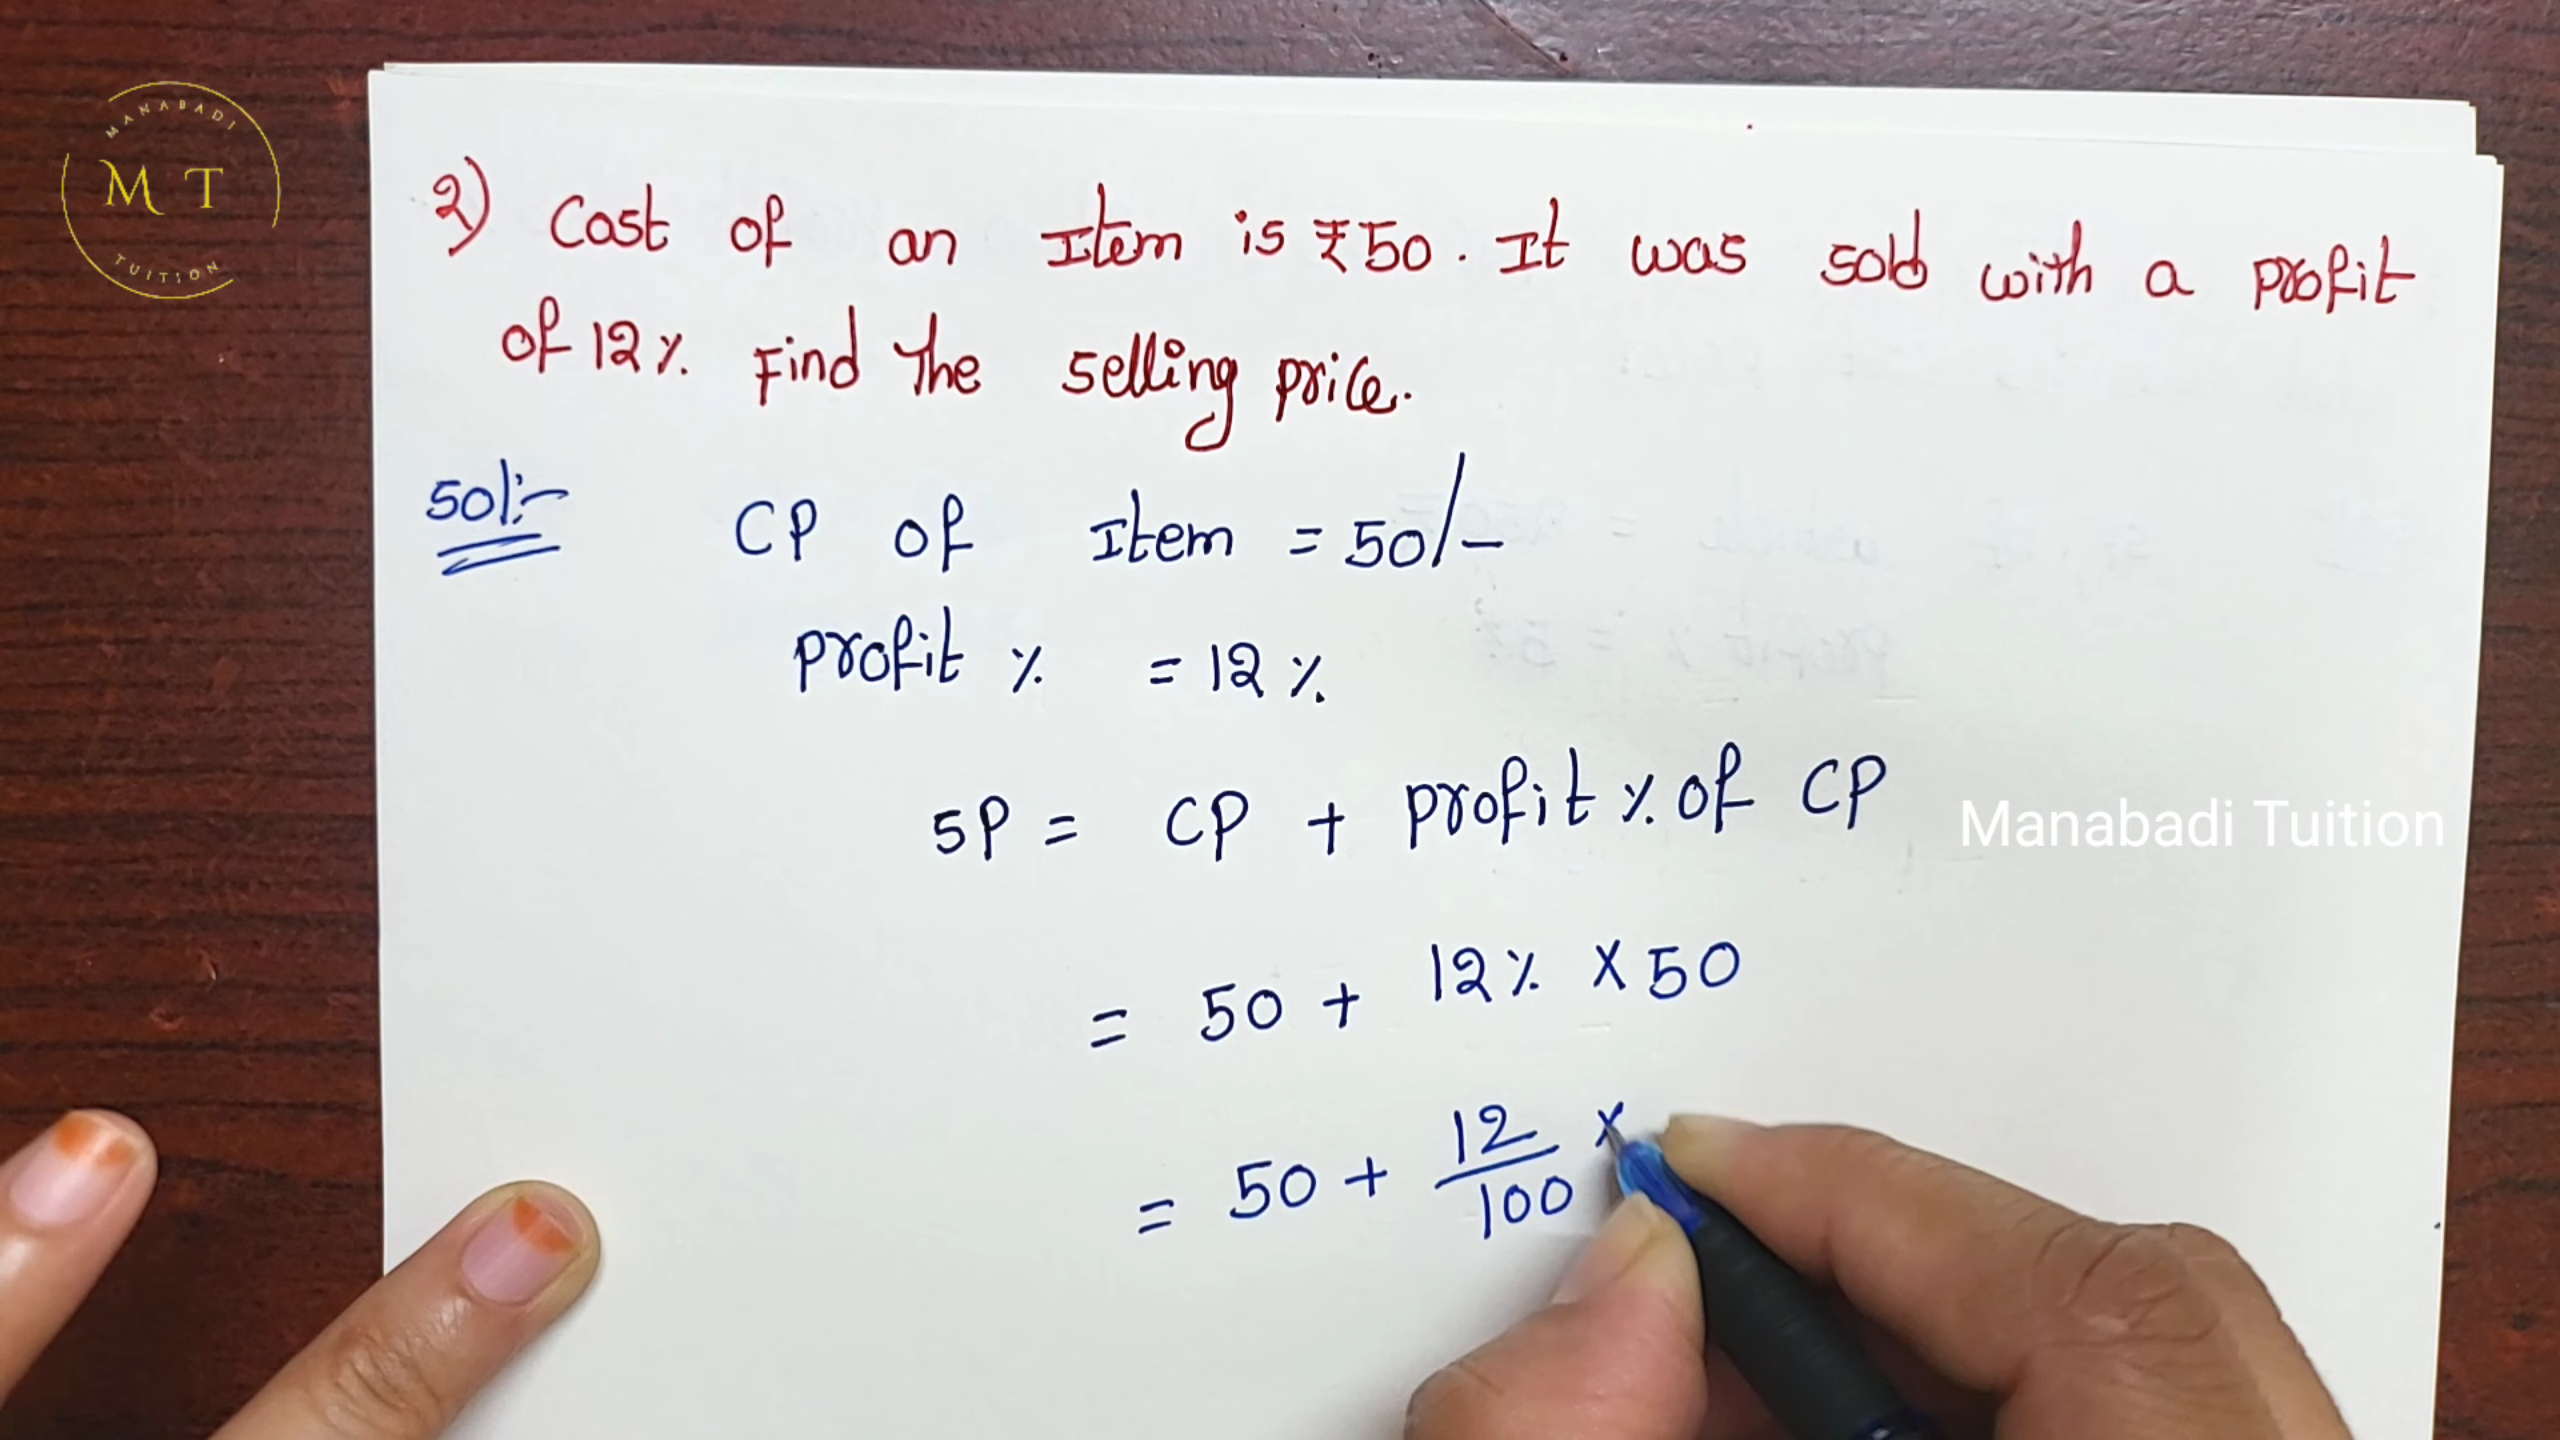 MANABADI
MT
TUITION
2) Cost of an Item is ₹50. It was sold with a profit
of 12%. Find The selling price.
Sol:-
CP of Item = 50/-
profit % = 12%
SP = CP + profit % of CP
Manabadi Tuition
= 50 + 12% × 50
= 50 + 12/100 ×